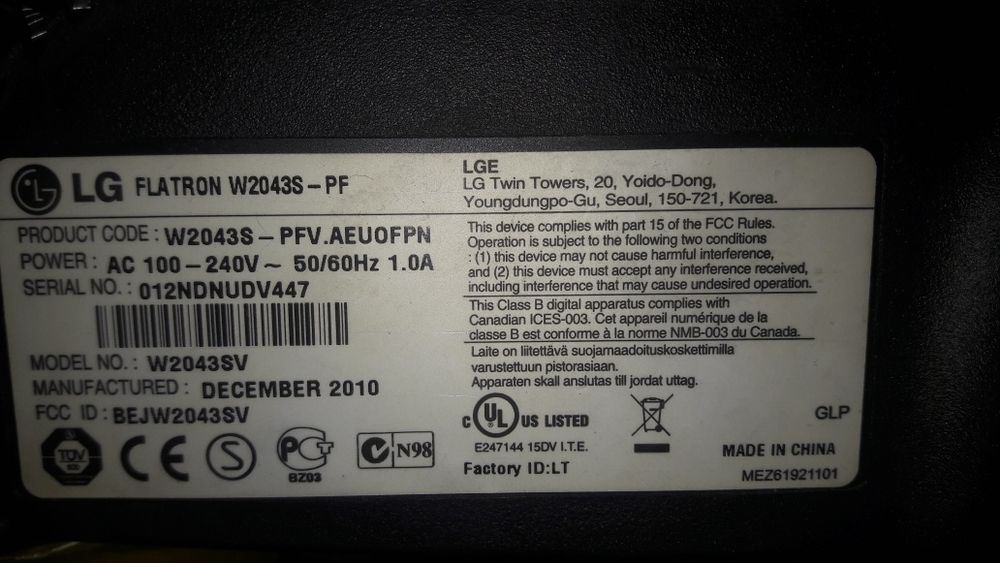 LG FLATRON W2043S-PF
PRODUCT CODE : W2043S-PFV.AEUOFPN
POWER : AC 100-240V~ 50/60Hz 1.0A
SERIAL NO. : 012NDNUDV447
MODEL NO. : W2043SV
MANUFACTURED : DECEMBER 2010
FCC ID : BEJW2043SV
TÜV
CE
S
PCT
BZ03
N98
LGE
LG Twin Towers, 20, Yoido-Dong,
Youngdungpo-Gu, Seoul, 150-721, Korea.
This device complies with part 15 of the FCC Rules.
Operation is subject to the following two conditions
: (1) this device may not cause harmful interference,
and (2) this device must accept any interference received,
including interference that may cause undesired operation.
This Class B digital apparatus complies with
Canadian ICES-003. Cet appareil numérique de la
classe B est conforme à la norme NMB-003 du Canada.
Laite on liitettävä suojamaadoituskoskettimilla
varustettuun pistorasiaan.
Apparaten skall anslutas till jordat uttag.
C UL US LISTED
E247144 15DV I.T.E.
Factory ID:LT
GLP
MADE IN CHINA
MEZ61921101